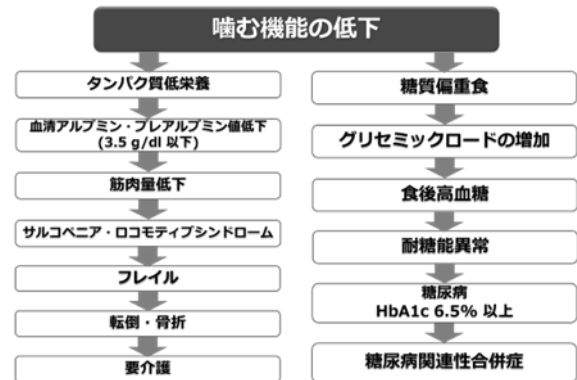 噛む機能の低下
タンパク質低栄養
血清アルブミン・プレアルブミン値低下
(3.5 g/dl 以下)
筋肉量低下
サルコペニア・ロコモティブシンドローム
フレイル
転倒・骨折
要介護
糖質偏重食
グリセミックロードの増加
食後高血糖
耐糖能異常
糖尿病
HbA1c 6.5% 以上
糖尿病関連性合併症